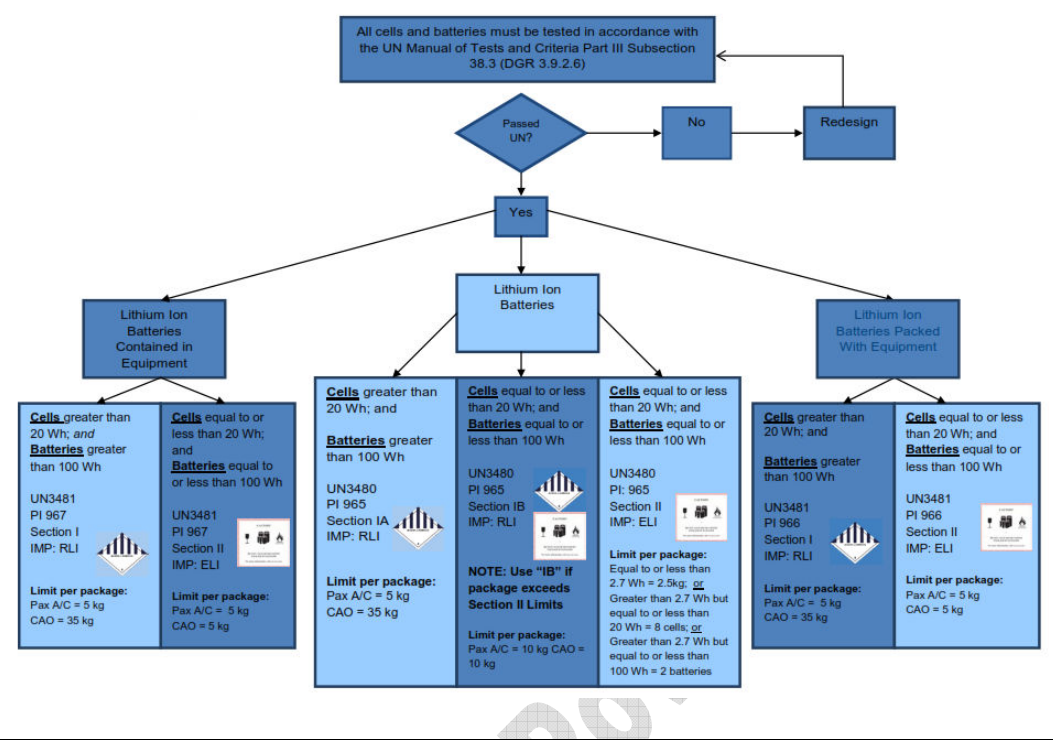 All cells and batteries must be tested in accordance with
the UN Manual of Tests and Criteria Part III Subsection
38.3 (DGR 3.9.2.6)
Passed
UN?
No
Redesign
Yes
Lithium Ion
Batteries
Contained in
Equipment
Lithium Ion
Batteries
Lithium Ion
Batteries Packed
With Equipment
Cells greater than
20 Wh; and
Batteries greater
than 100 Wh
UN3481
PI 967
Section I
IMP: RLI
Limit per package:
Pax A/C = 5 kg
CAO = 35 kg
Cells equal to or
less than 20 Wh;
and
Batteries equal to
or less than 100 Wh
UN3481
PI 967
Section II
IMP: ELI
Limit per package:
Pax A/C = 5 kg
CAO = 5 kg
Cells greater than
20 Wh; and
Batteries greater
than 100 Wh
UN3480
PI 965
Section IA
IMP: RLI
Limit per package:
Pax A/C = 5 kg
CAO = 35 kg
Cells equal to or less
than 20 Wh; and
Batteries equal to or
less than 100 Wh
UN3480
PI 965
Section IB
IMP: RLI
NOTE: Use “IB” if
package exceeds
Section II Limits
Limit per package:
Pax A/C = 10 kg CAO =
10 kg
Cells equal to or less
than 20 Wh; and
Batteries equal to or
less than 100 Wh
UN3480
PI: 965
Section II
IMP: ELI
Limit per package:
Equal to or less than
2.7 Wh = 2.5kg; or
Greater than 2.7 Wh but
equal to or less than
20 Wh = 8 cells; or
Greater than 2.7 Wh but
equal to or less than
100 Wh = 2 batteries
Cells greater than
20 Wh; and
Batteries greater
than 100 Wh
UN3481
PI 966
Section I
IMP: RLI
Limit per package:
Pax A/C = 5 kg
CAO = 35 kg
Cells equal to or less
than 20 Wh; and
Batteries equal to or
less than 100 Wh
UN3481
PI 966
Section II
IMP: ELI
Limit per package:
Pax A/C = 5 kg
CAO = 5 kg